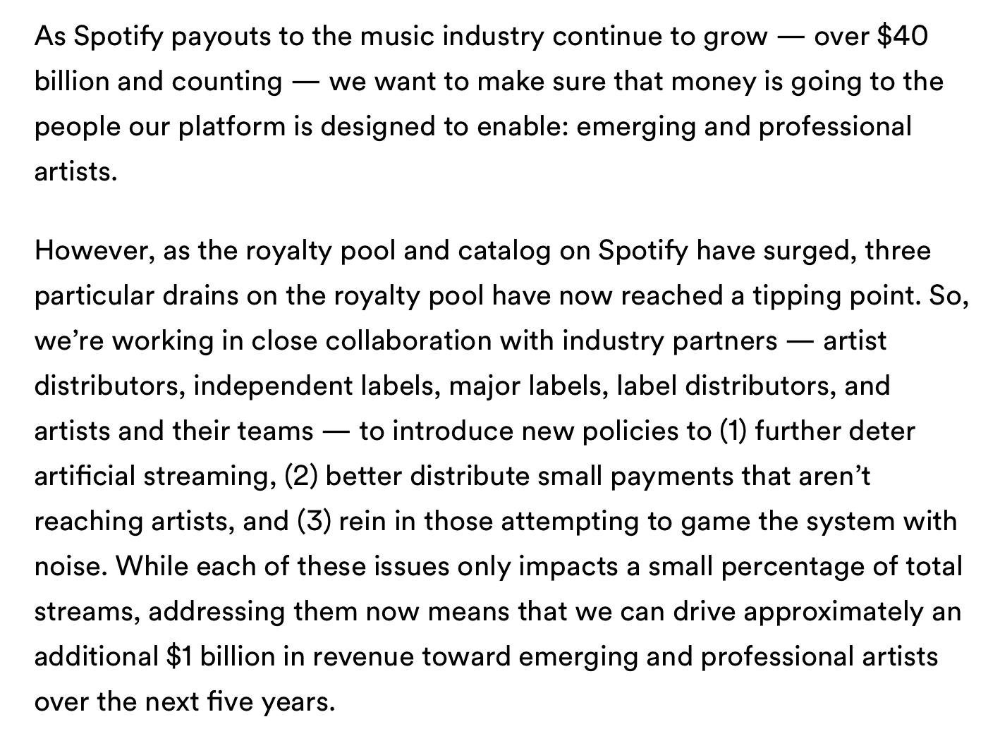 As Spotify payouts to the music industry continue to grow — over $40
billion and counting — we want to make sure that money is going to the
people our platform is designed to enable: emerging and professional
artists.
However, as the royalty pool and catalog on Spotify have surged, three
particular drains on the royalty pool have now reached a tipping point. So,
we’re working in close collaboration with industry partners — artist
distributors, independent labels, major labels, label distributors, and
artists and their teams — to introduce new policies to (1) further deter
artificial streaming, (2) better distribute small payments that aren’t
reaching artists, and (3) rein in those attempting to game the system with
noise. While each of these issues only impacts a small percentage of total
streams, addressing them now means that we can drive approximately an
additional $1 billion in revenue toward emerging and professional artists
over the next five years.